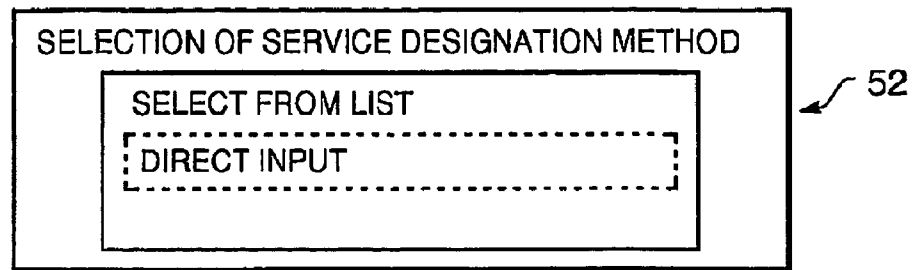 SELECTION OF SERVICE DESIGNATION METHOD
SELECT FROM LIST
52
DIRECT INPUT